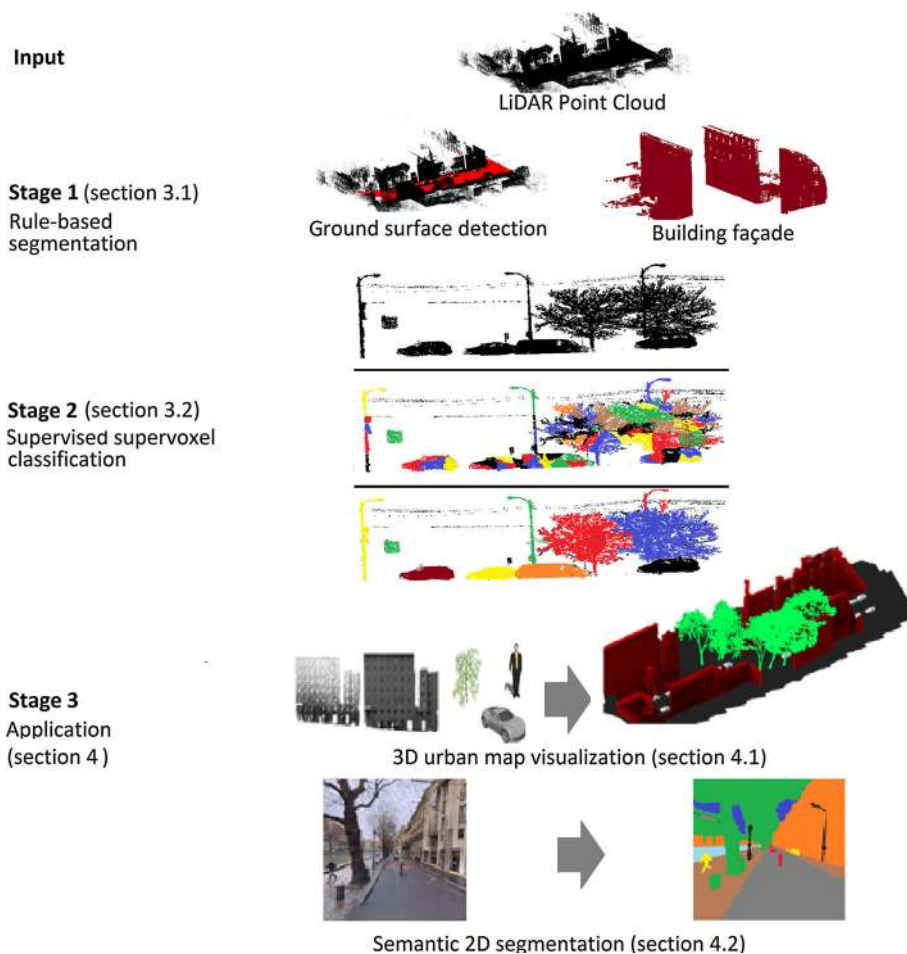 Input
LiDAR Point Cloud
Stage 1 (section 3.1)
Rule-based
segmentation
Ground surface detection
Building façade
Stage 2 (section 3.2)
Supervised supervoxel
classification
Stage 3
Application
(section 4 )
3D urban map visualization (section 4.1)
Semantic 2D segmentation (section 4.2)